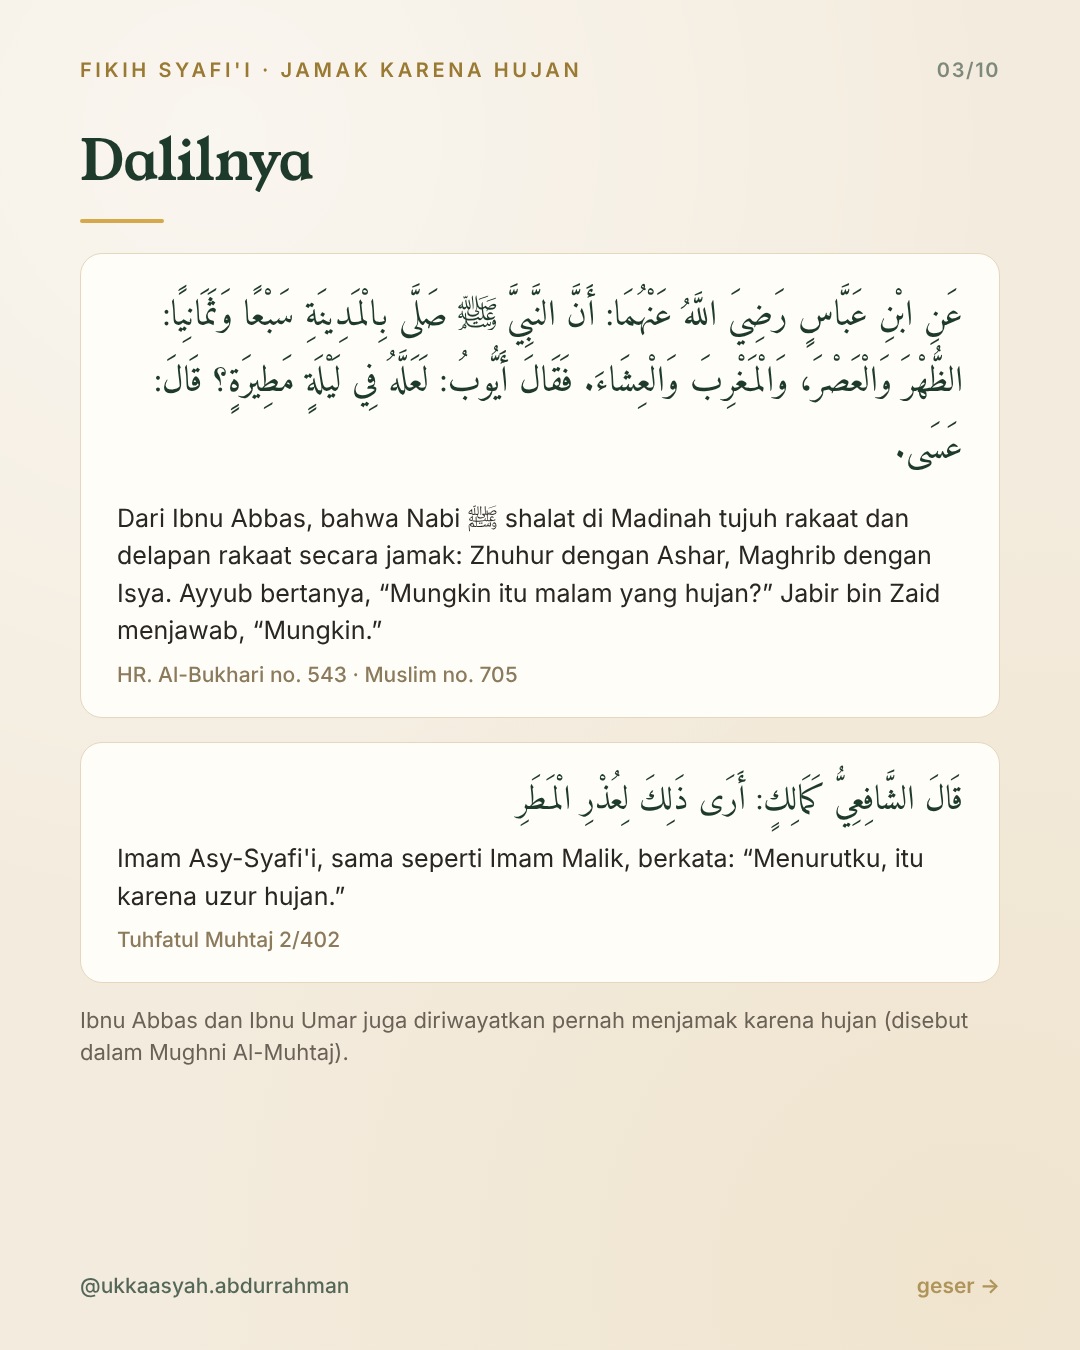 FIKIH SYAFI'I · JAMAK KARENA HUJAN
03/10
Dalilnya
عَنِ ابْنِ عَبَّاسٍ رَضِيَ اللَّهُ عَنْهُمَا: أَنَّ النَّبِيَّ ﷺ صَلَّى بِالْمَدِينَةِ سَبْعًا وَثَمَانِيًا:
الظُّهْرَ وَالْعَصْرَ، وَالْمَغْرِبَ وَالْعِشَاءَ. فَقَالَ أَيُّوبُ: لَعَلَّهُ فِي لَيْلَةٍ مَطِيرَةٍ؟ قَالَ:
عَسَى.
Dari Ibnu Abbas, bahwa Nabi ﷺ shalat di Madinah tujuh rakaat dan
delapan rakaat secara jamak: Zhuhur dengan Ashar, Maghrib dengan
Isya. Ayyub bertanya, “Mungkin itu malam yang hujan?” Jabir bin Zaid
menjawab, “Mungkin.”
HR. Al-Bukhari no. 543 · Muslim no. 705
قَالَ الشَّافِعِيُّ كَمَالِكٍ: أَرَى ذَلِكَ لِعُذْرِ الْمَطَرِ
Imam Asy-Syafi'i, sama seperti Imam Malik, berkata: “Menurutku, itu
karena uzur hujan.”
Tuhfatul Muhtaj 2/402
Ibnu Abbas dan Ibnu Umar juga diriwayatkan pernah menjamak karena hujan (disebut
dalam Mughni Al-Muhtaj).
@ukkaasyah.abdurrahman
geser →